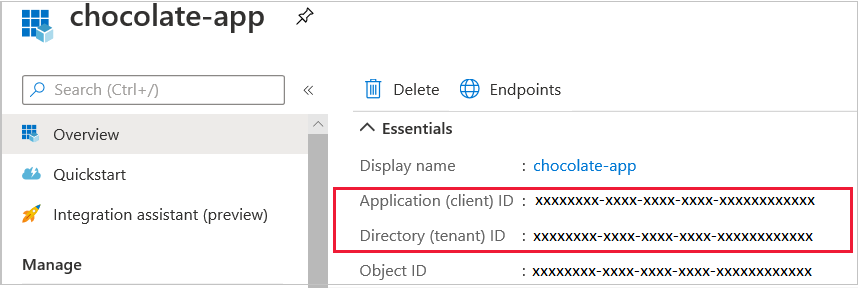 chocolate-app
Search (Ctrl+/)
«
Overview
Quickstart
Integration assistant (preview)
Manage
Delete
Endpoints
Essentials
Display name : chocolate-app
Application (client) ID : xxxxxxxx-xxxx-xxxx-xxxx-xxxxxxxxxxxx
Directory (tenant) ID : xxxxxxxx-xxxx-xxxx-xxxx-xxxxxxxxxxxx
Object ID : xxxxxxxx-xxxx-xxxx-xxxx-xxxxxxxxxxxx